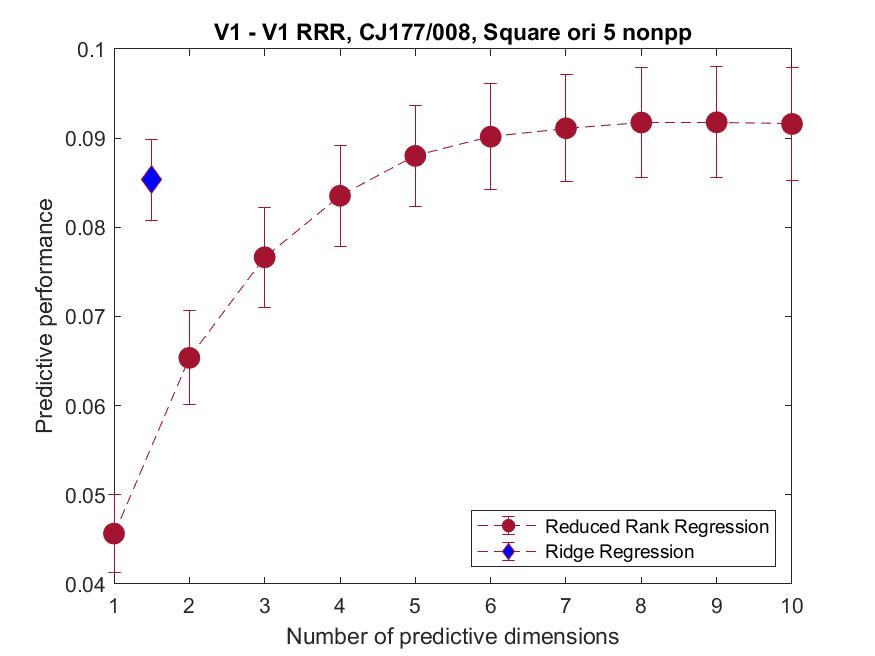 V1 - V1 RRR, CJ177/008, Square ori 5 nonpp
0.1
0.09
0.08
0.07
0.06
0.05
0.04
Predictive performance
1 2 3 4 5 6 7 8 9 10
Number of predictive dimensions
Reduced Rank Regression
Ridge Regression